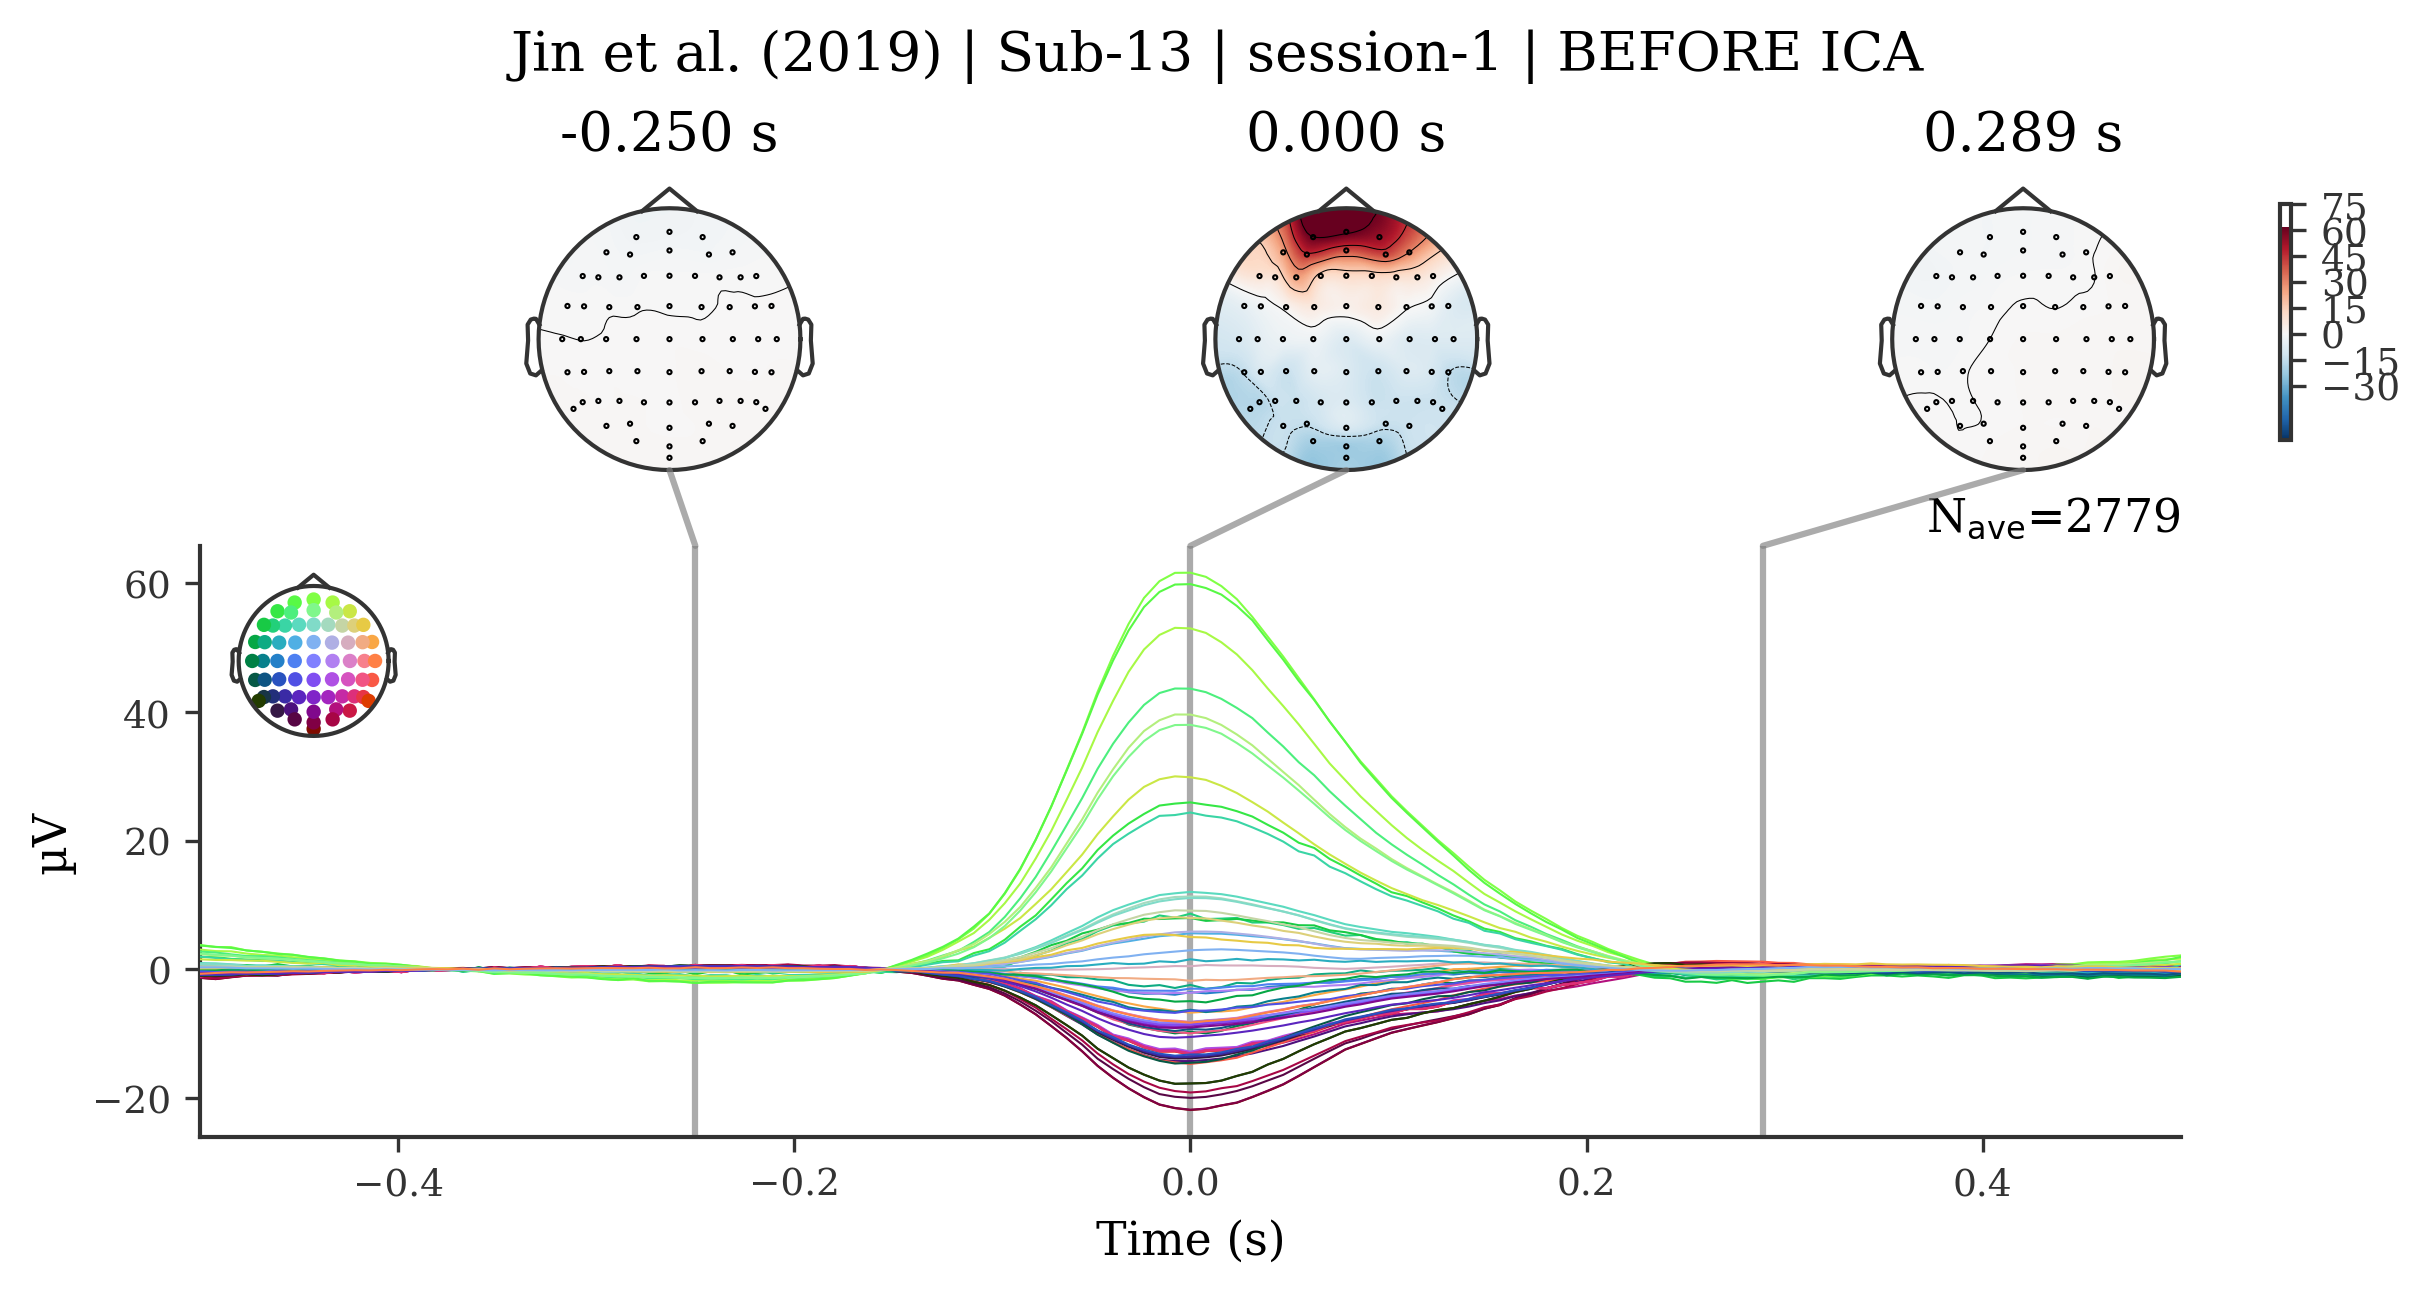 Jin et al. (2019) | Sub-13 | session-1 | BEFORE ICA
-0.250 s
0.000 s
0.289 s
75
60
45
30
15
0
−15
−30
Nave=2779
60
40
20
0
−20
µV
−0.4
−0.2
0.0
0.2
0.4
Time (s)